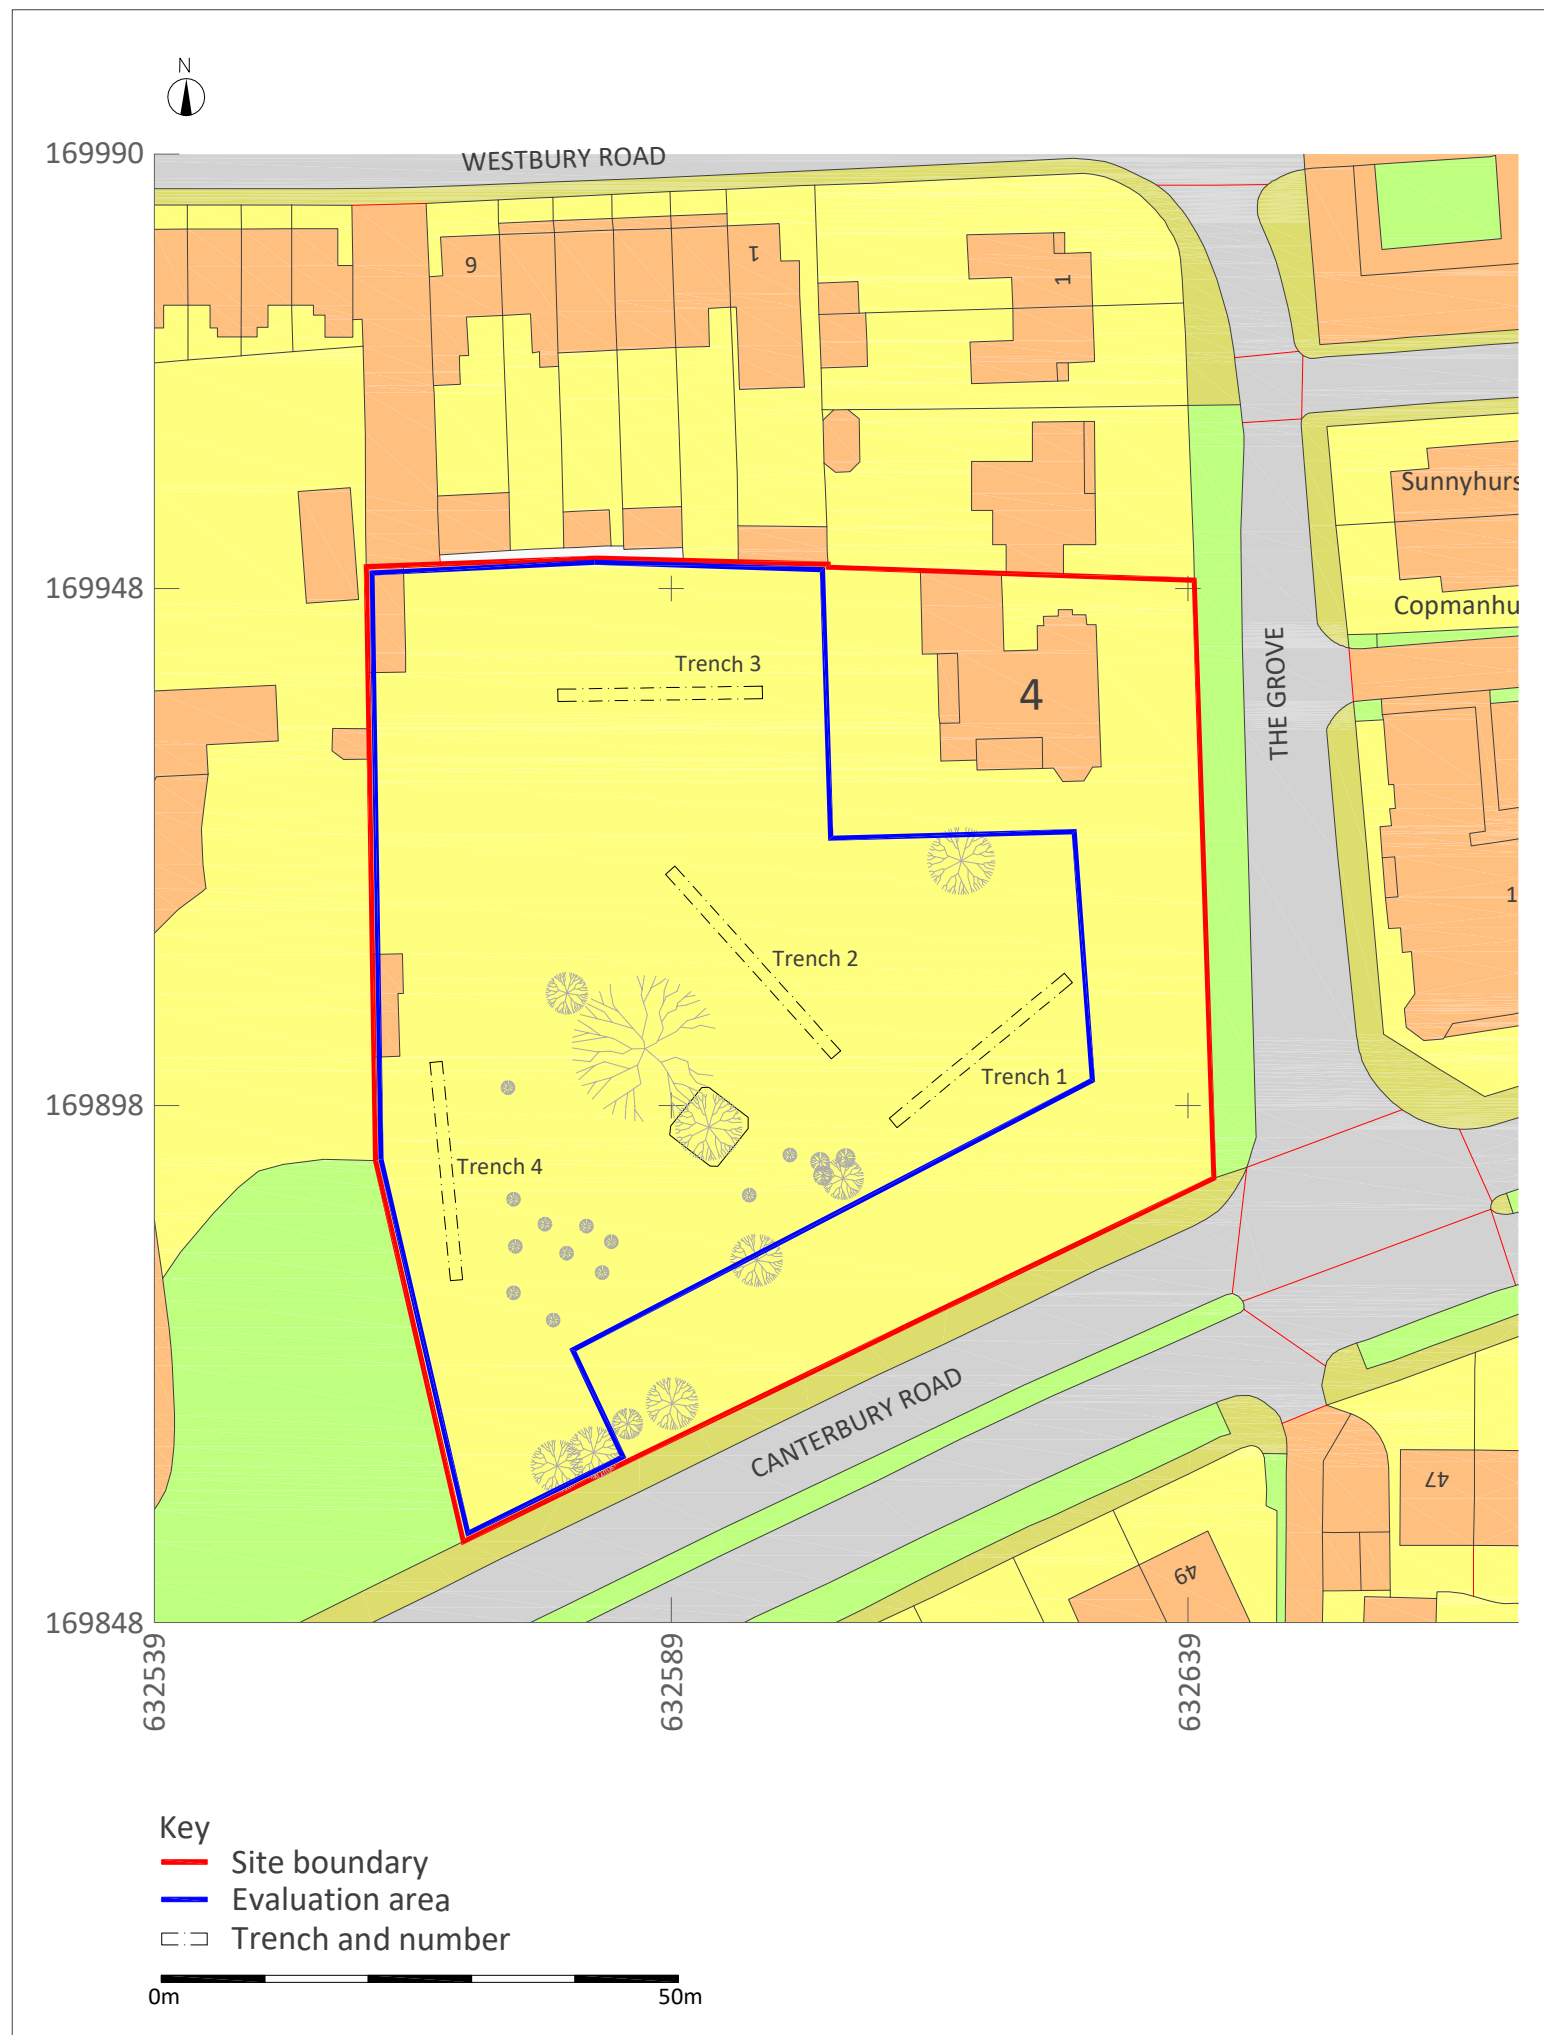 N
169990
WESTBURY ROAD
6
1
1
Sunnyhurs
169948
Copmanhu
Trench 3
4
THE GROVE
1
Trench 2
Trench 1
169898
Trench 4
CANTERBURY ROAD
47
49
169848
632539
632589
632639
Key
Site boundary
Evaluation area
Trench and number
0m 50m